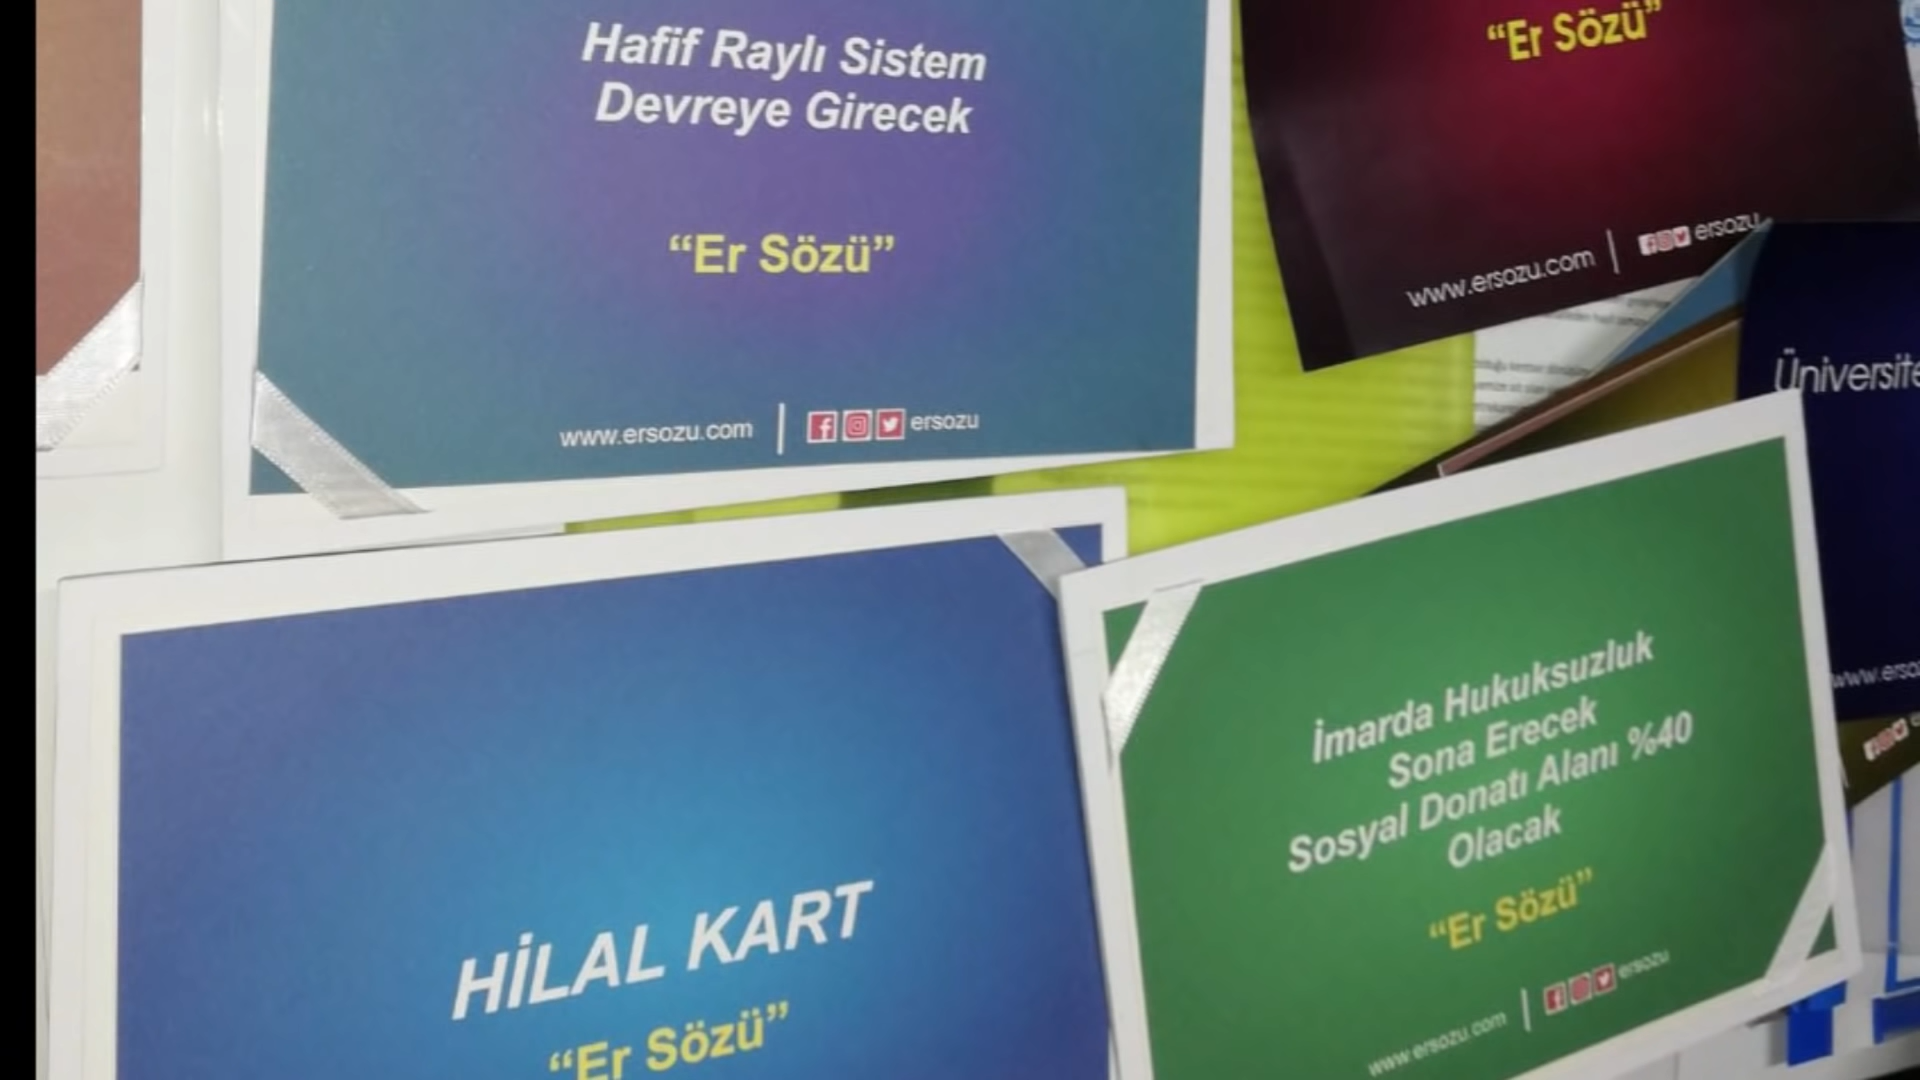 Hafif Raylı Sistem
Devreye Girecek
“Er Sözü”
www.ersozu.com
ersozu
“Er Sözü”
www.ersozu.com
ersozu
HİLAL KART
“Er Sözü”
İmarda Hukuksuzluk
Sona Erecek
Sosyal Donatı Alanı %40
Olacak
“Er Sözü”
www.ersozu.com
ersozu